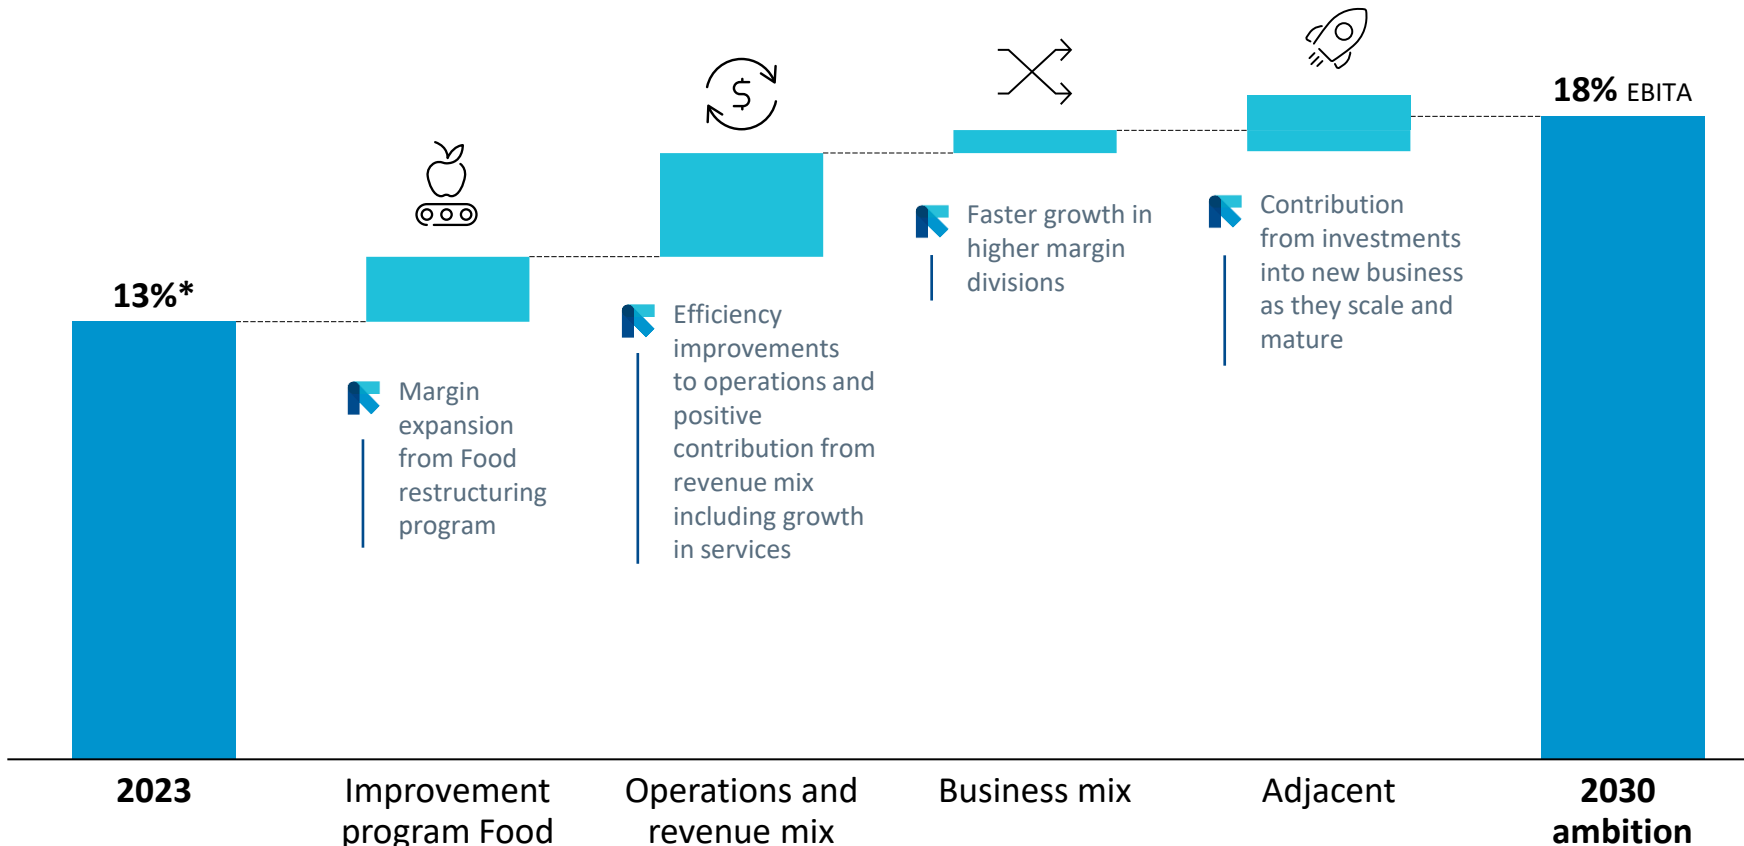 18% EBITA
13%*
$
Margin
expansion
from Food
restructuring
program
Efficiency
improvements
to operations and
positive
contribution from
revenue mix
including growth
in services
Faster growth in
higher margin
divisions
Contribution
from investments
into new business
as they scale and
mature
2023
Improvement
program Food
Operations and
revenue mix
Business mix
Adjacent
2030
ambition